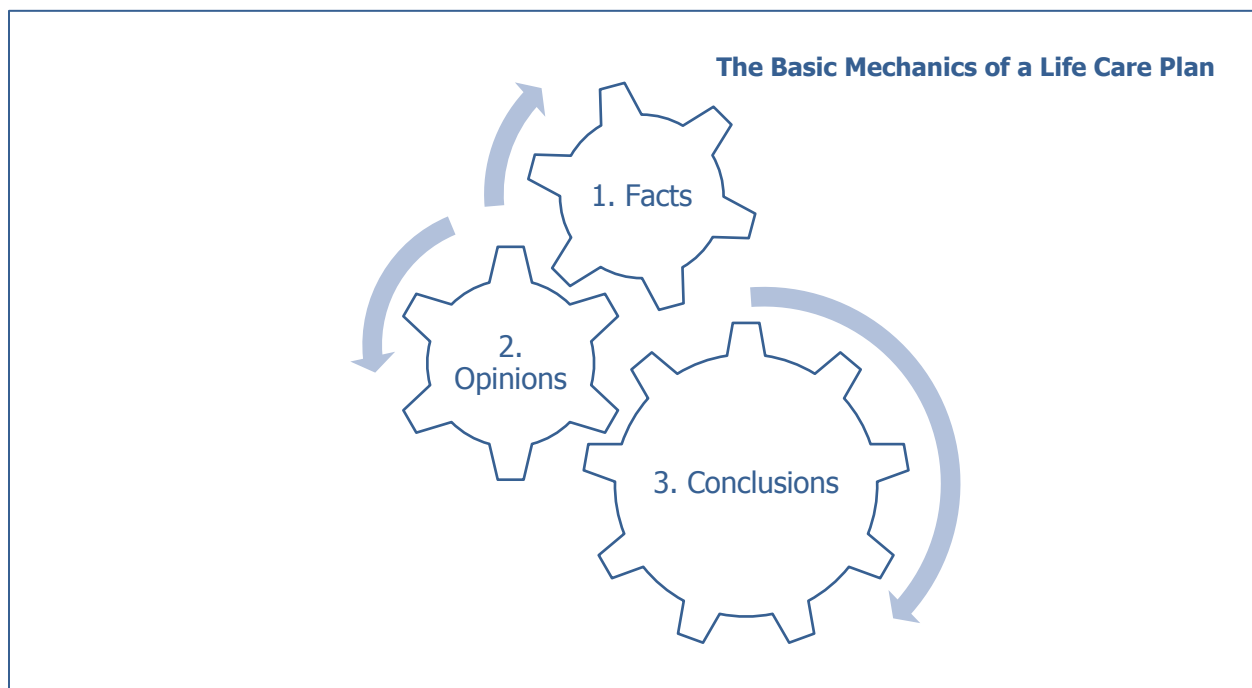 The Basic Mechanics of a Life Care Plan
1. Facts
2.
Opinions
3. Conclusions